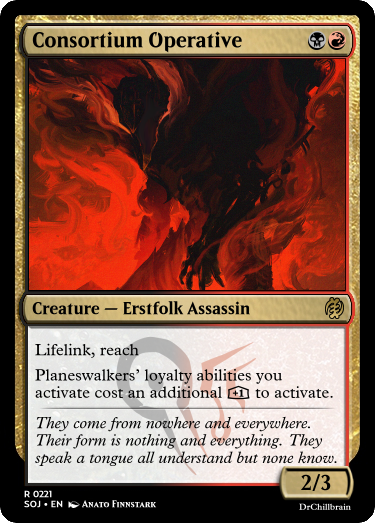 Consortium Operative
Creature — Erstfolk Assassin
Lifelink, reach
Planeswalkers' loyalty abilities you
activate cost an additional +1 to activate.
They come from nowhere and everywhere.
Their form is nothing and everything. They
speak a tongue all understand but none know.
2/3
R 0221
SOJ • EN Anato Finnstark
DrChillbrain